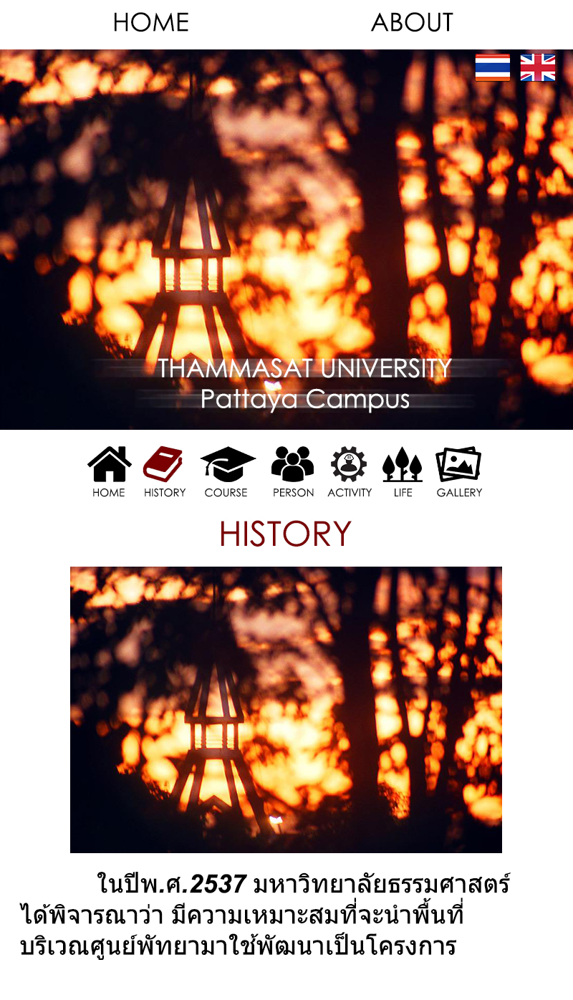 HOME ABOUT
THAMMASAT UNIVERSITY
Pattaya Campus
HOME HISTORY COURSE PERSON ACTIVITY LIFE GALLERY
HISTORY
ในปีพ.ศ.2537 มหาวิทยาลัยธรรมศาสตร์
ได้พิจารณาว่า มีความเหมาะสมที่จะนำพื้นที่
บริเวณศูนย์พัทยามาใช้พัฒนาเป็นโครงการ